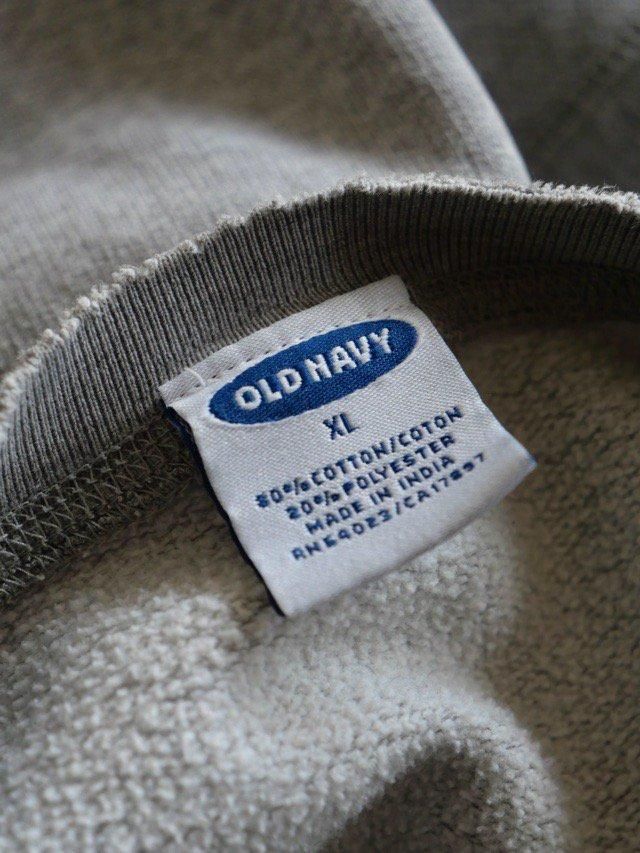 OLD NAVY
XL
80% COTTON/COTON
20% POLYESTER
MADE IN INDIA
RN54023/CA17897